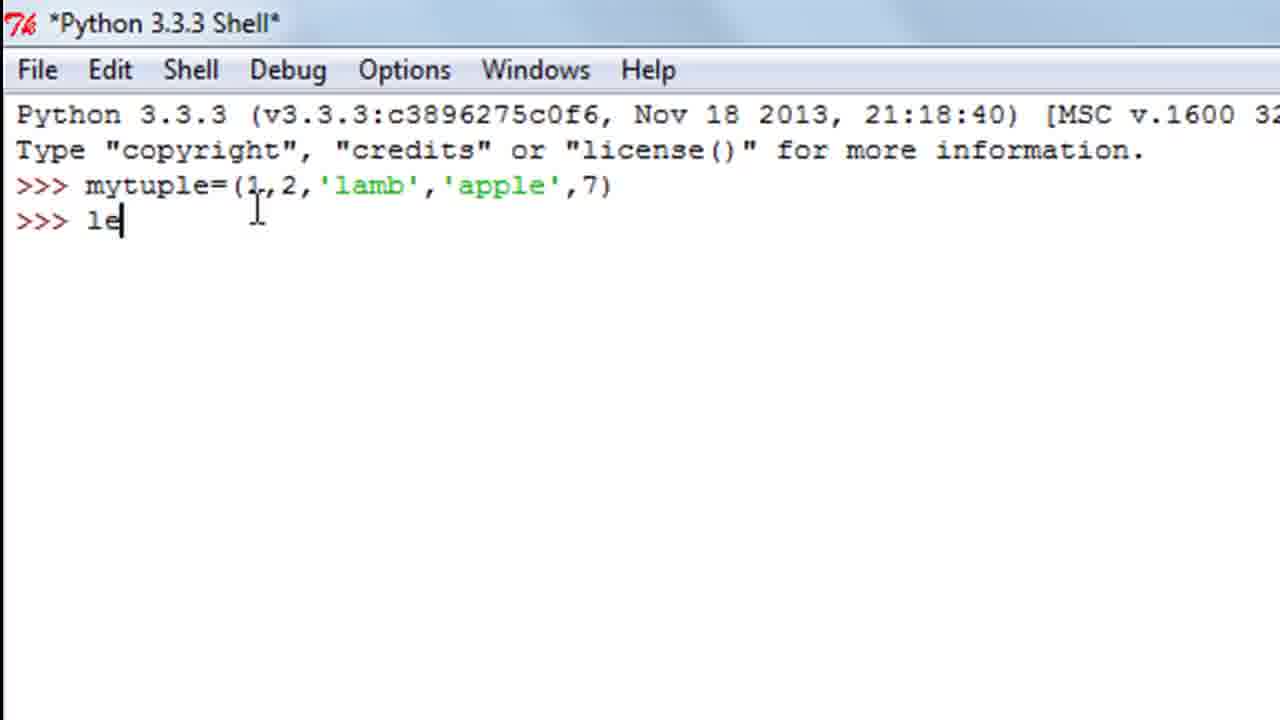 *Python 3.3.3 Shell*
File Edit Shell Debug Options Windows Help
Python 3.3.3 (v3.3.3:c3896275c0f6, Nov 18 2013, 21:18:40) [MSC v.1600 32
Type "copyright", "credits" or "license()" for more information.
>>> mytuple=(1,2,'lamb','apple',7)
>>> le